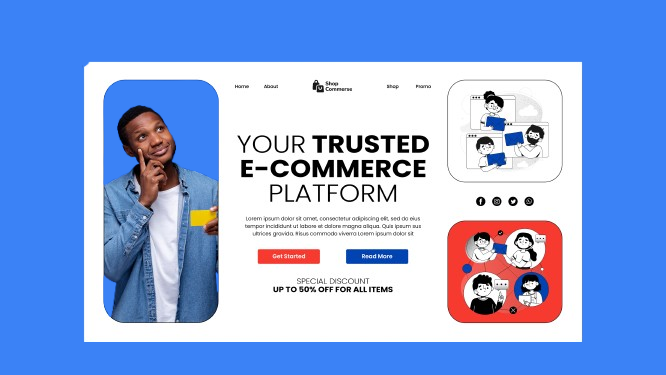 Home
About
Shop
Commerse
Shop
Promo
YOUR TRUSTED
E-COMMERCE
PLATFORM
Lorem ipsum dolor sit amet, consectetur adipiscing elit, sed do eius
tempor incididunt ut labore et dolore magna aliqua. Quis ipsum sus
ultrices gravida. Risus commodo viverra Lorem ipsum dolor sit
Get Started
Read More
SPECIAL DISCOUNT
UP TO 50% OFF FOR ALL ITEMS